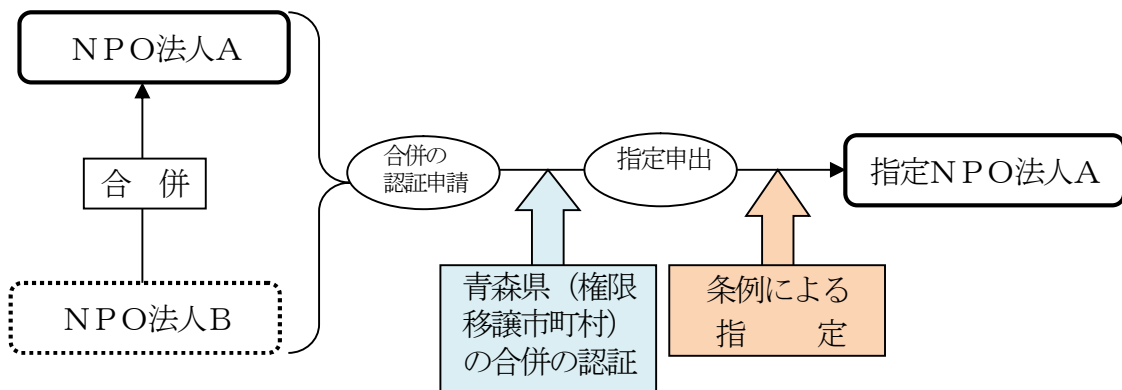 ＮＰＯ法人Ａ
合　併
ＮＰＯ法人Ｂ
合併の
認証申請
指定申出
指定ＮＰＯ法人Ａ
青森県（権限
移譲市町村）
の合併の認証
条例による
指　　定